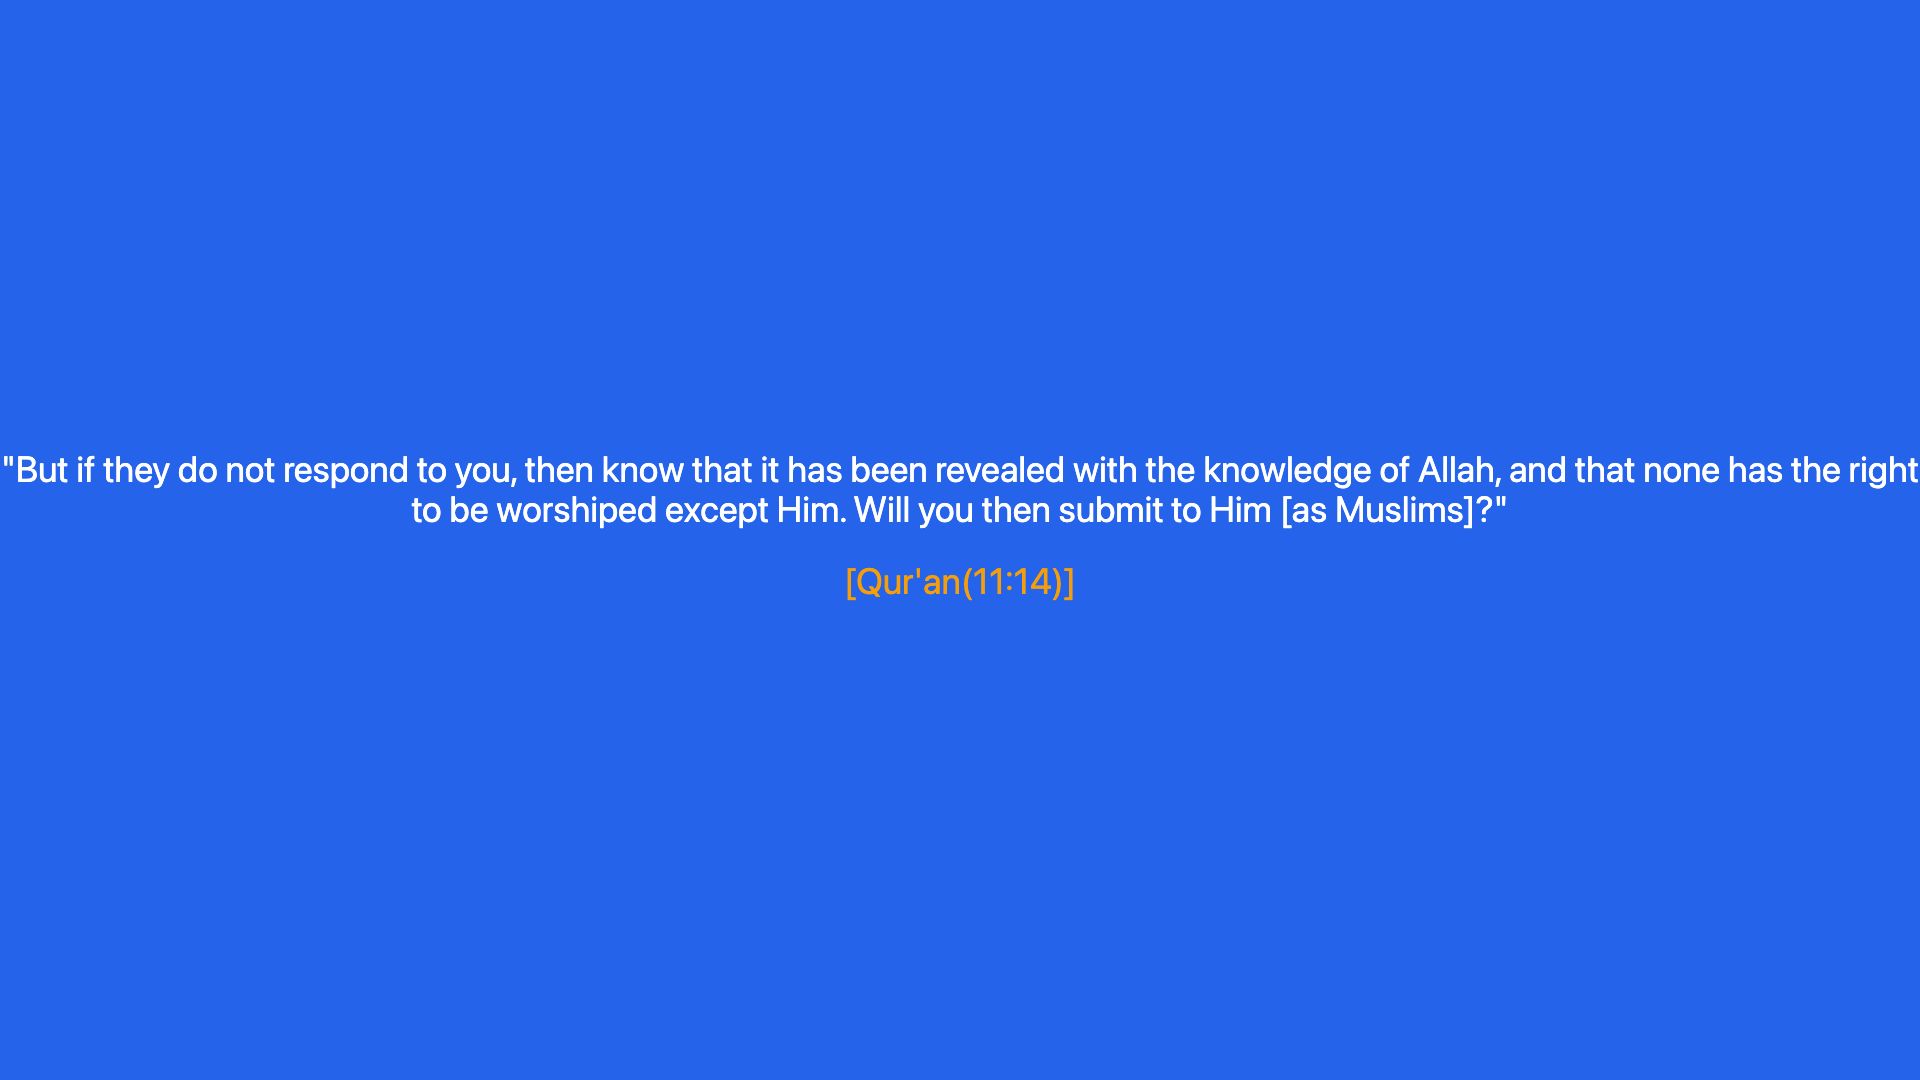 "But if they do not respond to you, then know that it has been revealed with the knowledge of Allah, and that none has the right
to be worshiped except Him. Will you then submit to Him [as Muslims]?"
[Qur'an(11:14)]